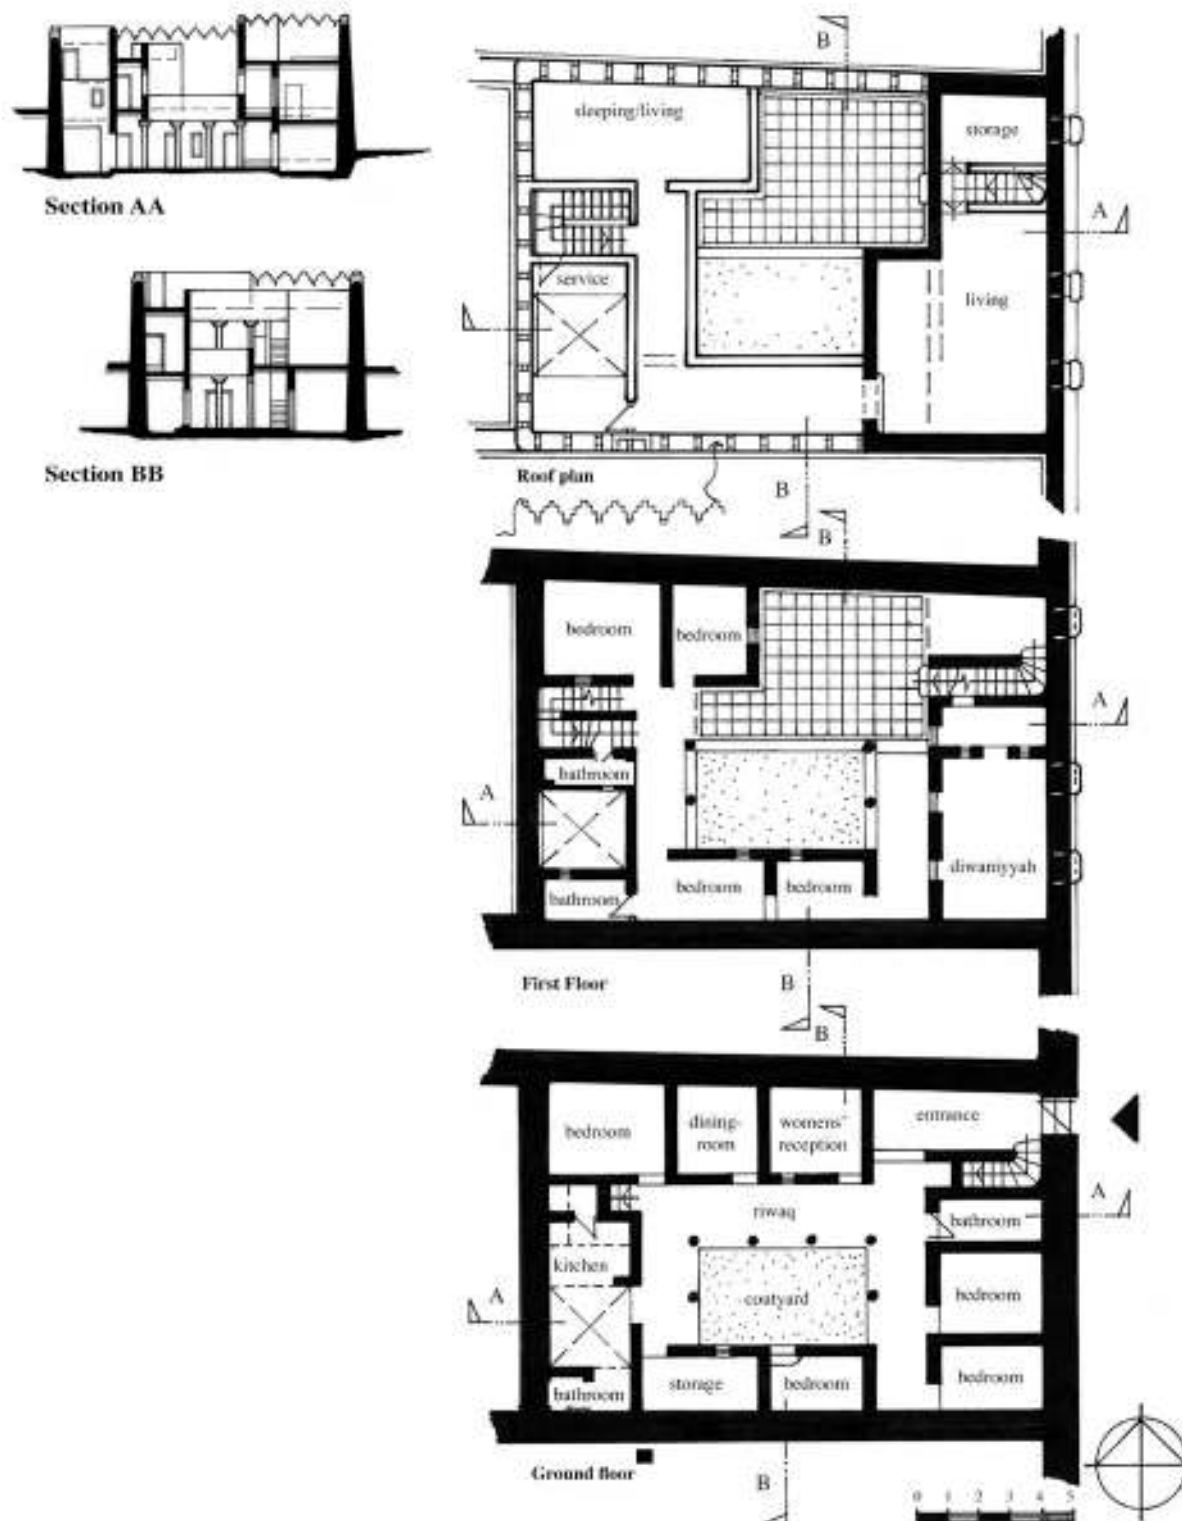 Section AA
Section BB
B
sleeping/living
storage
A
service
living
Roof plan
B
B
bedroom
bedroom
A
bathroom
A
bathroom
bedroom
bedroom
diwaniyyah
First Floor
B
B
bedroom
dining-
room
womens'
reception
entrance
A
riwaq
bathroom
kitchen
A
coutyard
bedroom
bathroom
storage
bedroom
bedroom
Ground floor
B
0 1 2 3 4 5